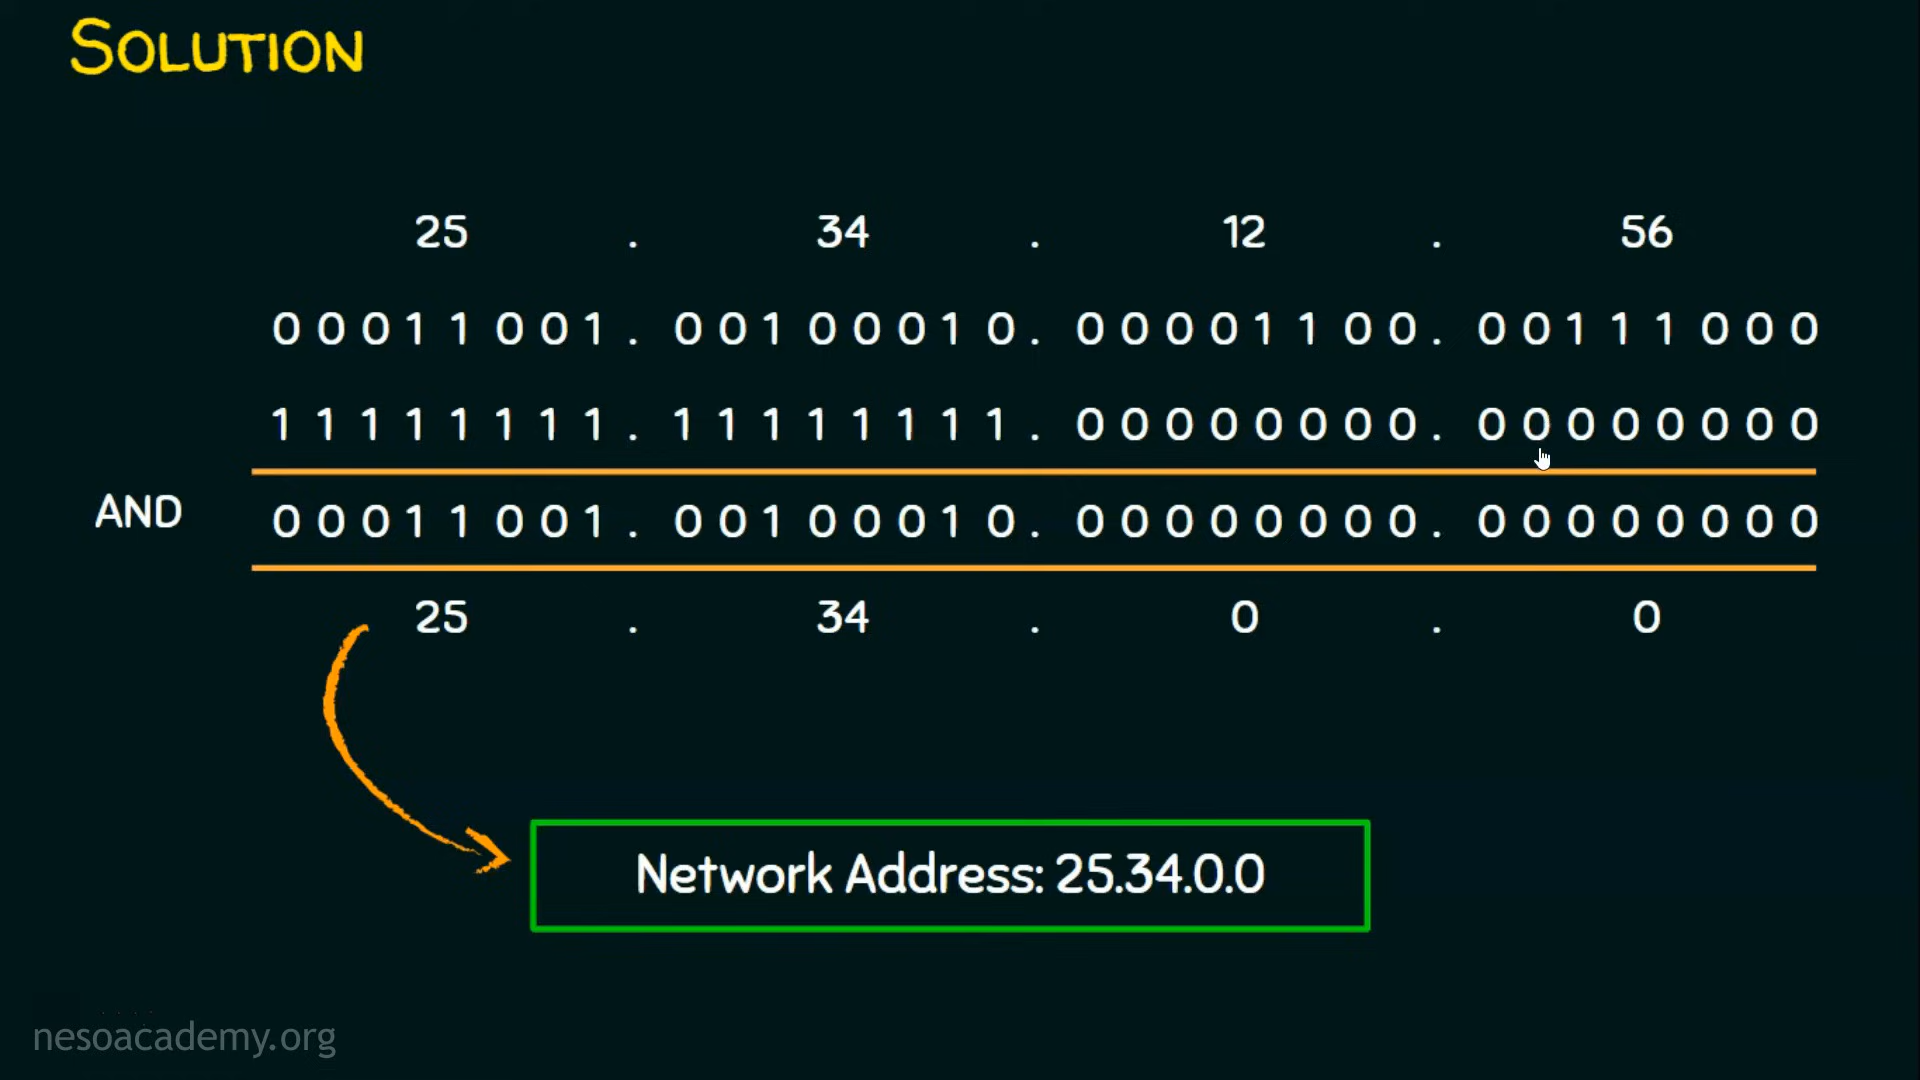 SOLUTION
25 . 34 . 12 . 56
0 0 0 1 1 0 0 1 . 0 0 1 0 0 0 1 0 . 0 0 0 0 1 1 0 0 . 0 0 1 1 1 0 0 0
1 1 1 1 1 1 1 1 . 1 1 1 1 1 1 1 1 . 0 0 0 0 0 0 0 0 . 0 0 0 0 0 0 0 0
AND 0 0 0 1 1 0 0 1 . 0 0 1 0 0 0 1 0 . 0 0 0 0 0 0 0 0 . 0 0 0 0 0 0 0 0
25 . 34 . 0 . 0
Network Address: 25.34.0.0
nesoacademy.org